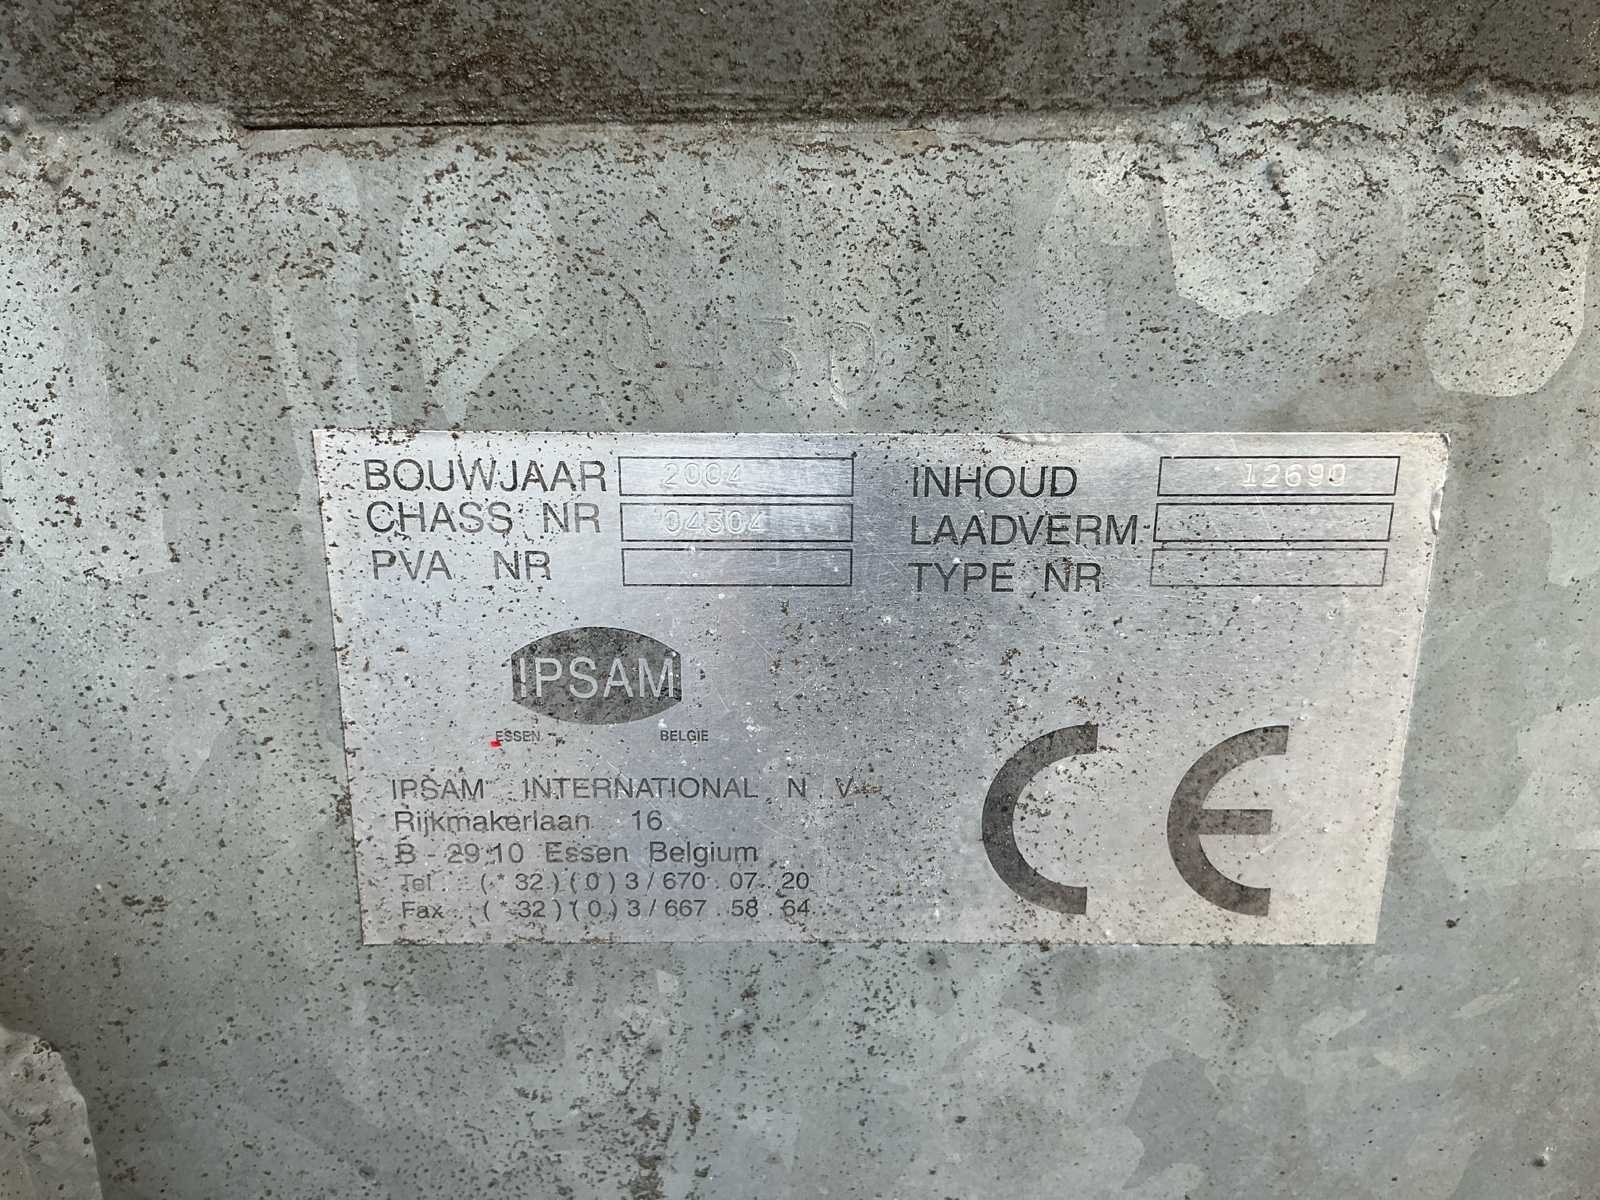 BOUWJAAR 2004
CHASS NR 04304
PVA NR
INHOUD 12690
LAADVERM
TYPE NR
IPSAM
ESSEN BELGIE
IPSAM INTERNATIONAL N.V.
Rijkmakerlaan 16
B - 2910 Essen Belgium
Tel : (*32)(0)3/670.07.20
Fax : (*32)(0)3/667.58.64
CE